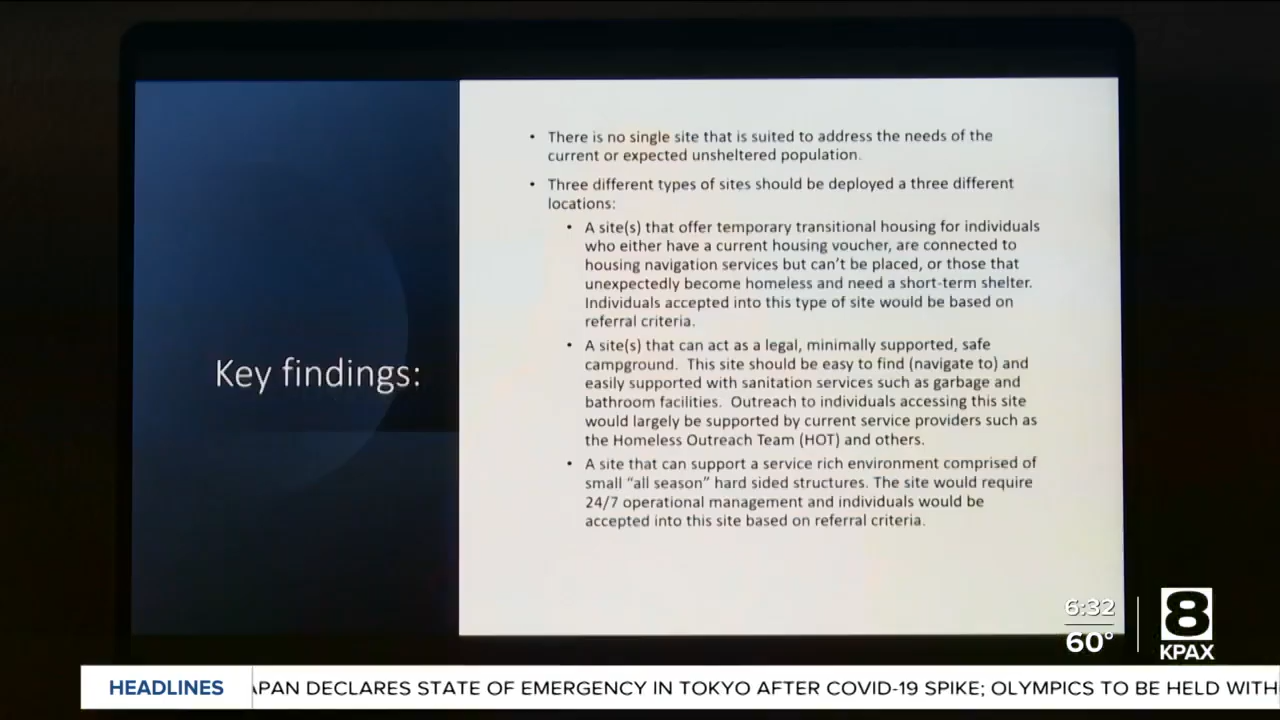 Key findings:
• There is no single site that is suited to address the needs of the
current or expected unsheltered population.
• Three different types of sites should be deployed a three different
locations:
• A site(s) that offer temporary transitional housing for individuals
who either have a current housing voucher, are connected to
housing navigation services but can't be placed, or those that
unexpectedly become homeless and need a short-term shelter.
Individuals accepted into this type of site would be based on
referral criteria.
• A site(s) that can act as a legal, minimally supported, safe
campground. This site should be easy to find (navigate to) and
easily supported with sanitation services such as garbage and
bathroom facilities. Outreach to individuals accessing this site
would largely be supported by current service providers such as
the Homeless Outreach Team (HOT) and others.
• A site that can support a service rich environment comprised of
small “all season” hard sided structures. The site would require
24/7 operational management and individuals would be
accepted into this site based on referral criteria.
6:32
60°
8
KPAX
HEADLINES
APAN DECLARES STATE OF EMERGENCY IN TOKYO AFTER COVID-19 SPIKE; OLYMPICS TO BE HELD WITH